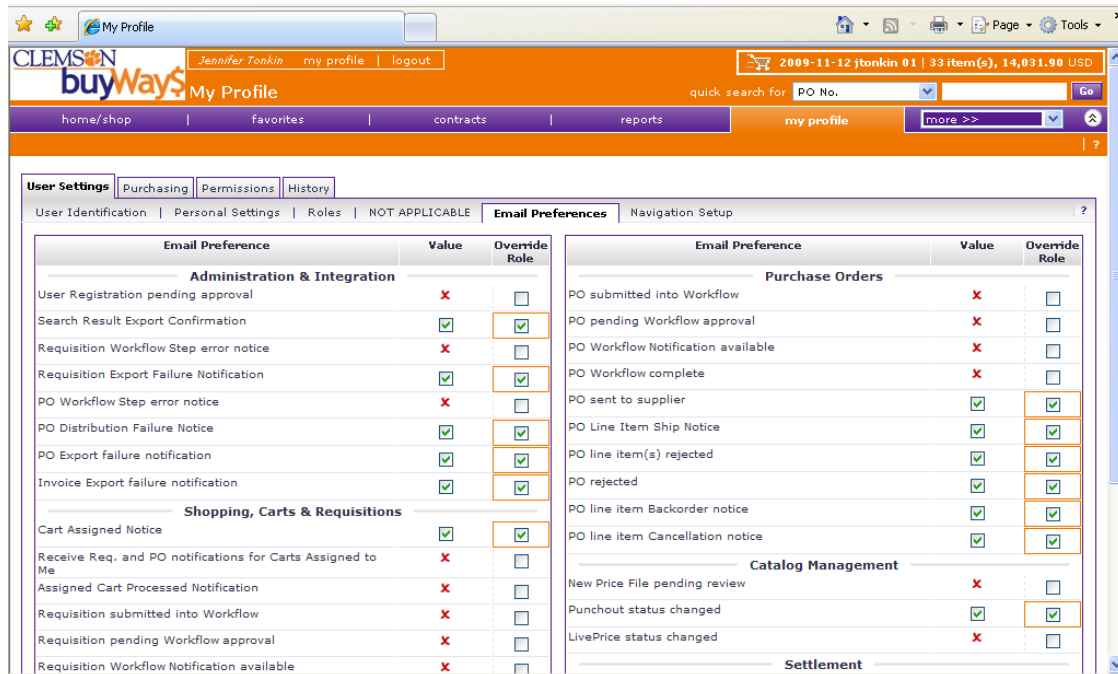 My Profile
Page
Tools
CLEMSON
buyWay$
Jennifer Tonkin my profile | logout
2009-11-12 jtonkin 01 | 33 item(s), 14,031.90 USD
My Profile
quick search for PO No. Go
home/shop | favorites | contracts | reports my profile more >>
| ?
User Settings Purchasing Permissions History
User Identification | Personal Settings | Roles | NOT APPLICABLE Email Preferences Navigation Setup ?
Email Preference Value Override Role
Administration & Integration
User Registration pending approval
Search Result Export Confirmation
Requisition Workflow Step error notice
Requisition Export Failure Notification
PO Workflow Step error notice
PO Distribution Failure Notice
PO Export failure notification
Invoice Export failure notification
Shopping, Carts & Requisitions
Cart Assigned Notice
Receive Req. and PO notifications for Carts Assigned to
Me
Assigned Cart Processed Notification
Requisition submitted into Workflow
Requisition pending Workflow approval
Requisition Workflow Notification available
Email Preference Value Override Role
Purchase Orders
PO submitted into Workflow
PO pending Workflow approval
PO Workflow Notification available
PO Workflow complete
PO sent to supplier
PO Line Item Ship Notice
PO line item(s) rejected
PO rejected
PO line item Backorder notice
PO line item Cancellation notice
Catalog Management
New Price File pending review
Punchout status changed
LivePrice status changed
Settlement